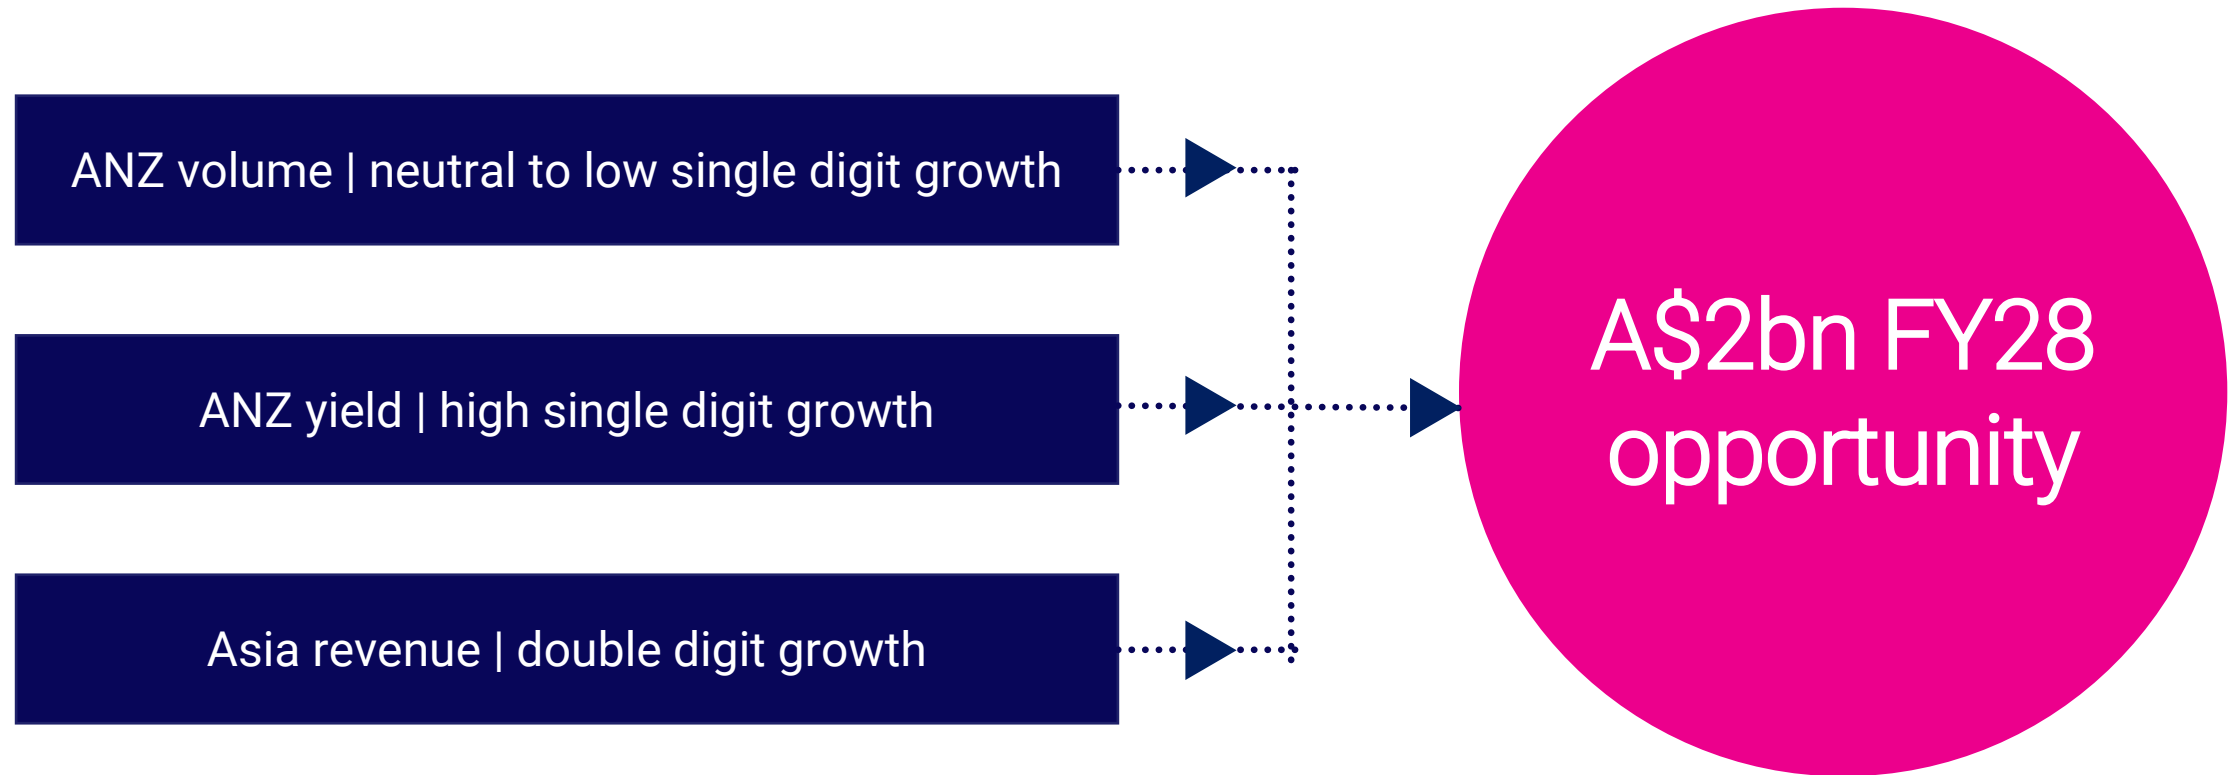 ANZ volume | neutral to low single digit growth
ANZ yield | high single digit growth
Asia revenue | double digit growth
A$2bn FY28
opportunity